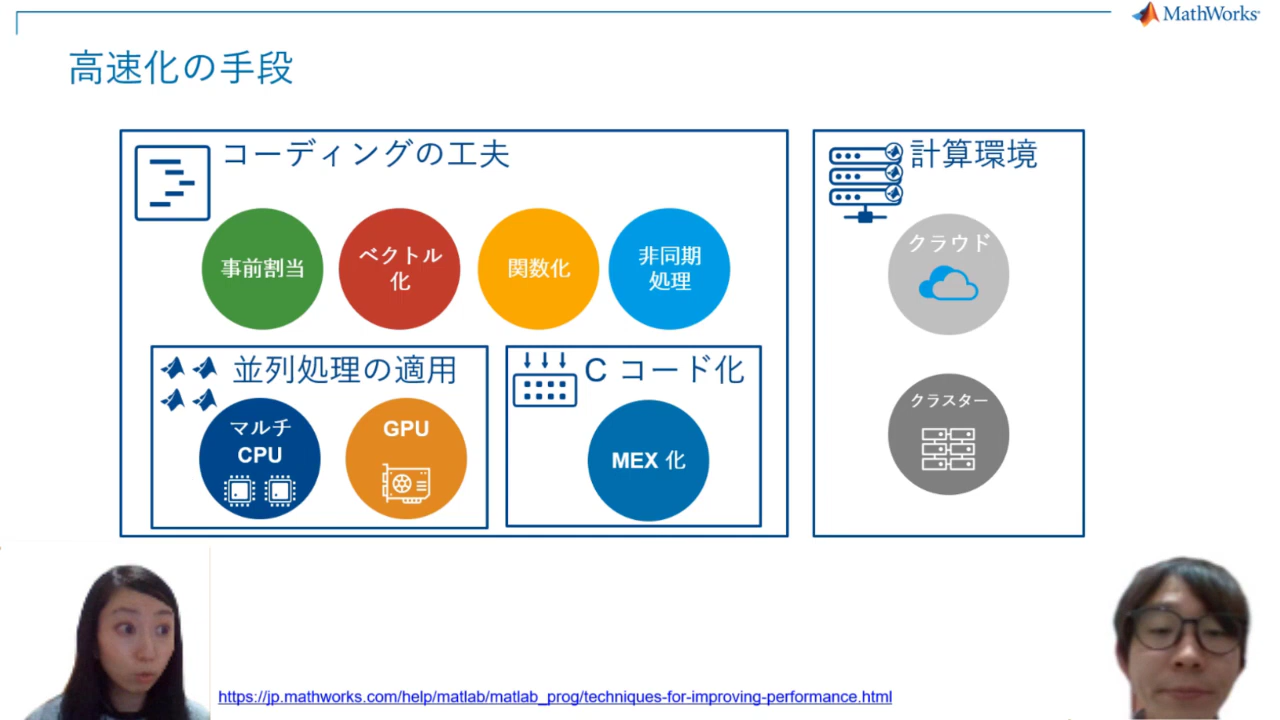 MathWorks
高速化の手段
コーディングの工夫
事前割当
ベクトル
化
関数化
非同期
処理
並列処理の適用
マルチ
CPU
GPU
C コード化
MEX 化
計算環境
クラウド
クラスター
https://jp.mathworks.com/help/matlab/matlab_prog/techniques-for-improving-performance.html